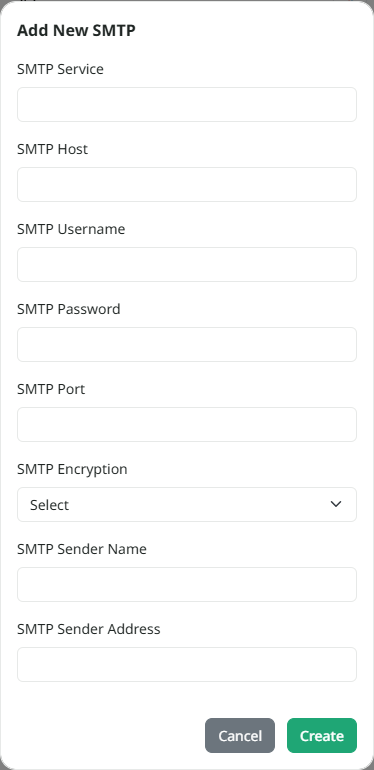 Add New SMTP
SMTP Service
SMTP Host
SMTP Username
SMTP Password
SMTP Port
SMTP Encryption
Select
SMTP Sender Name
SMTP Sender Address
Cancel Create